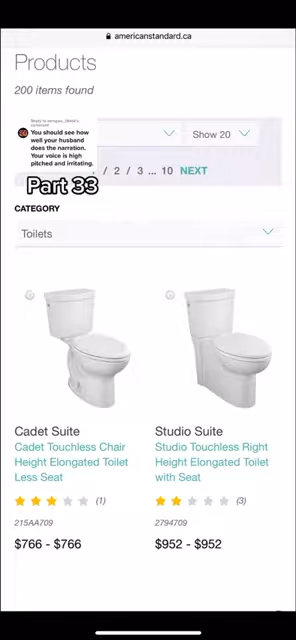 americanstandard.ca
Products
200 items found
You should see how
well your husband
does the narration.
Your voice is high
pitched and irritating.
Show 20
/ 2 / 3 ... 10 NEXT
Part 33
CATEGORY
Toilets
Cadet Suite
Cadet Touchless Chair
Height Elongated Toilet
Less Seat
(1)
215AA709
$766 - $766
Studio Suite
Studio Touchless Right
Height Elongated Toilet
with Seat
(3)
2794709
$952 - $952